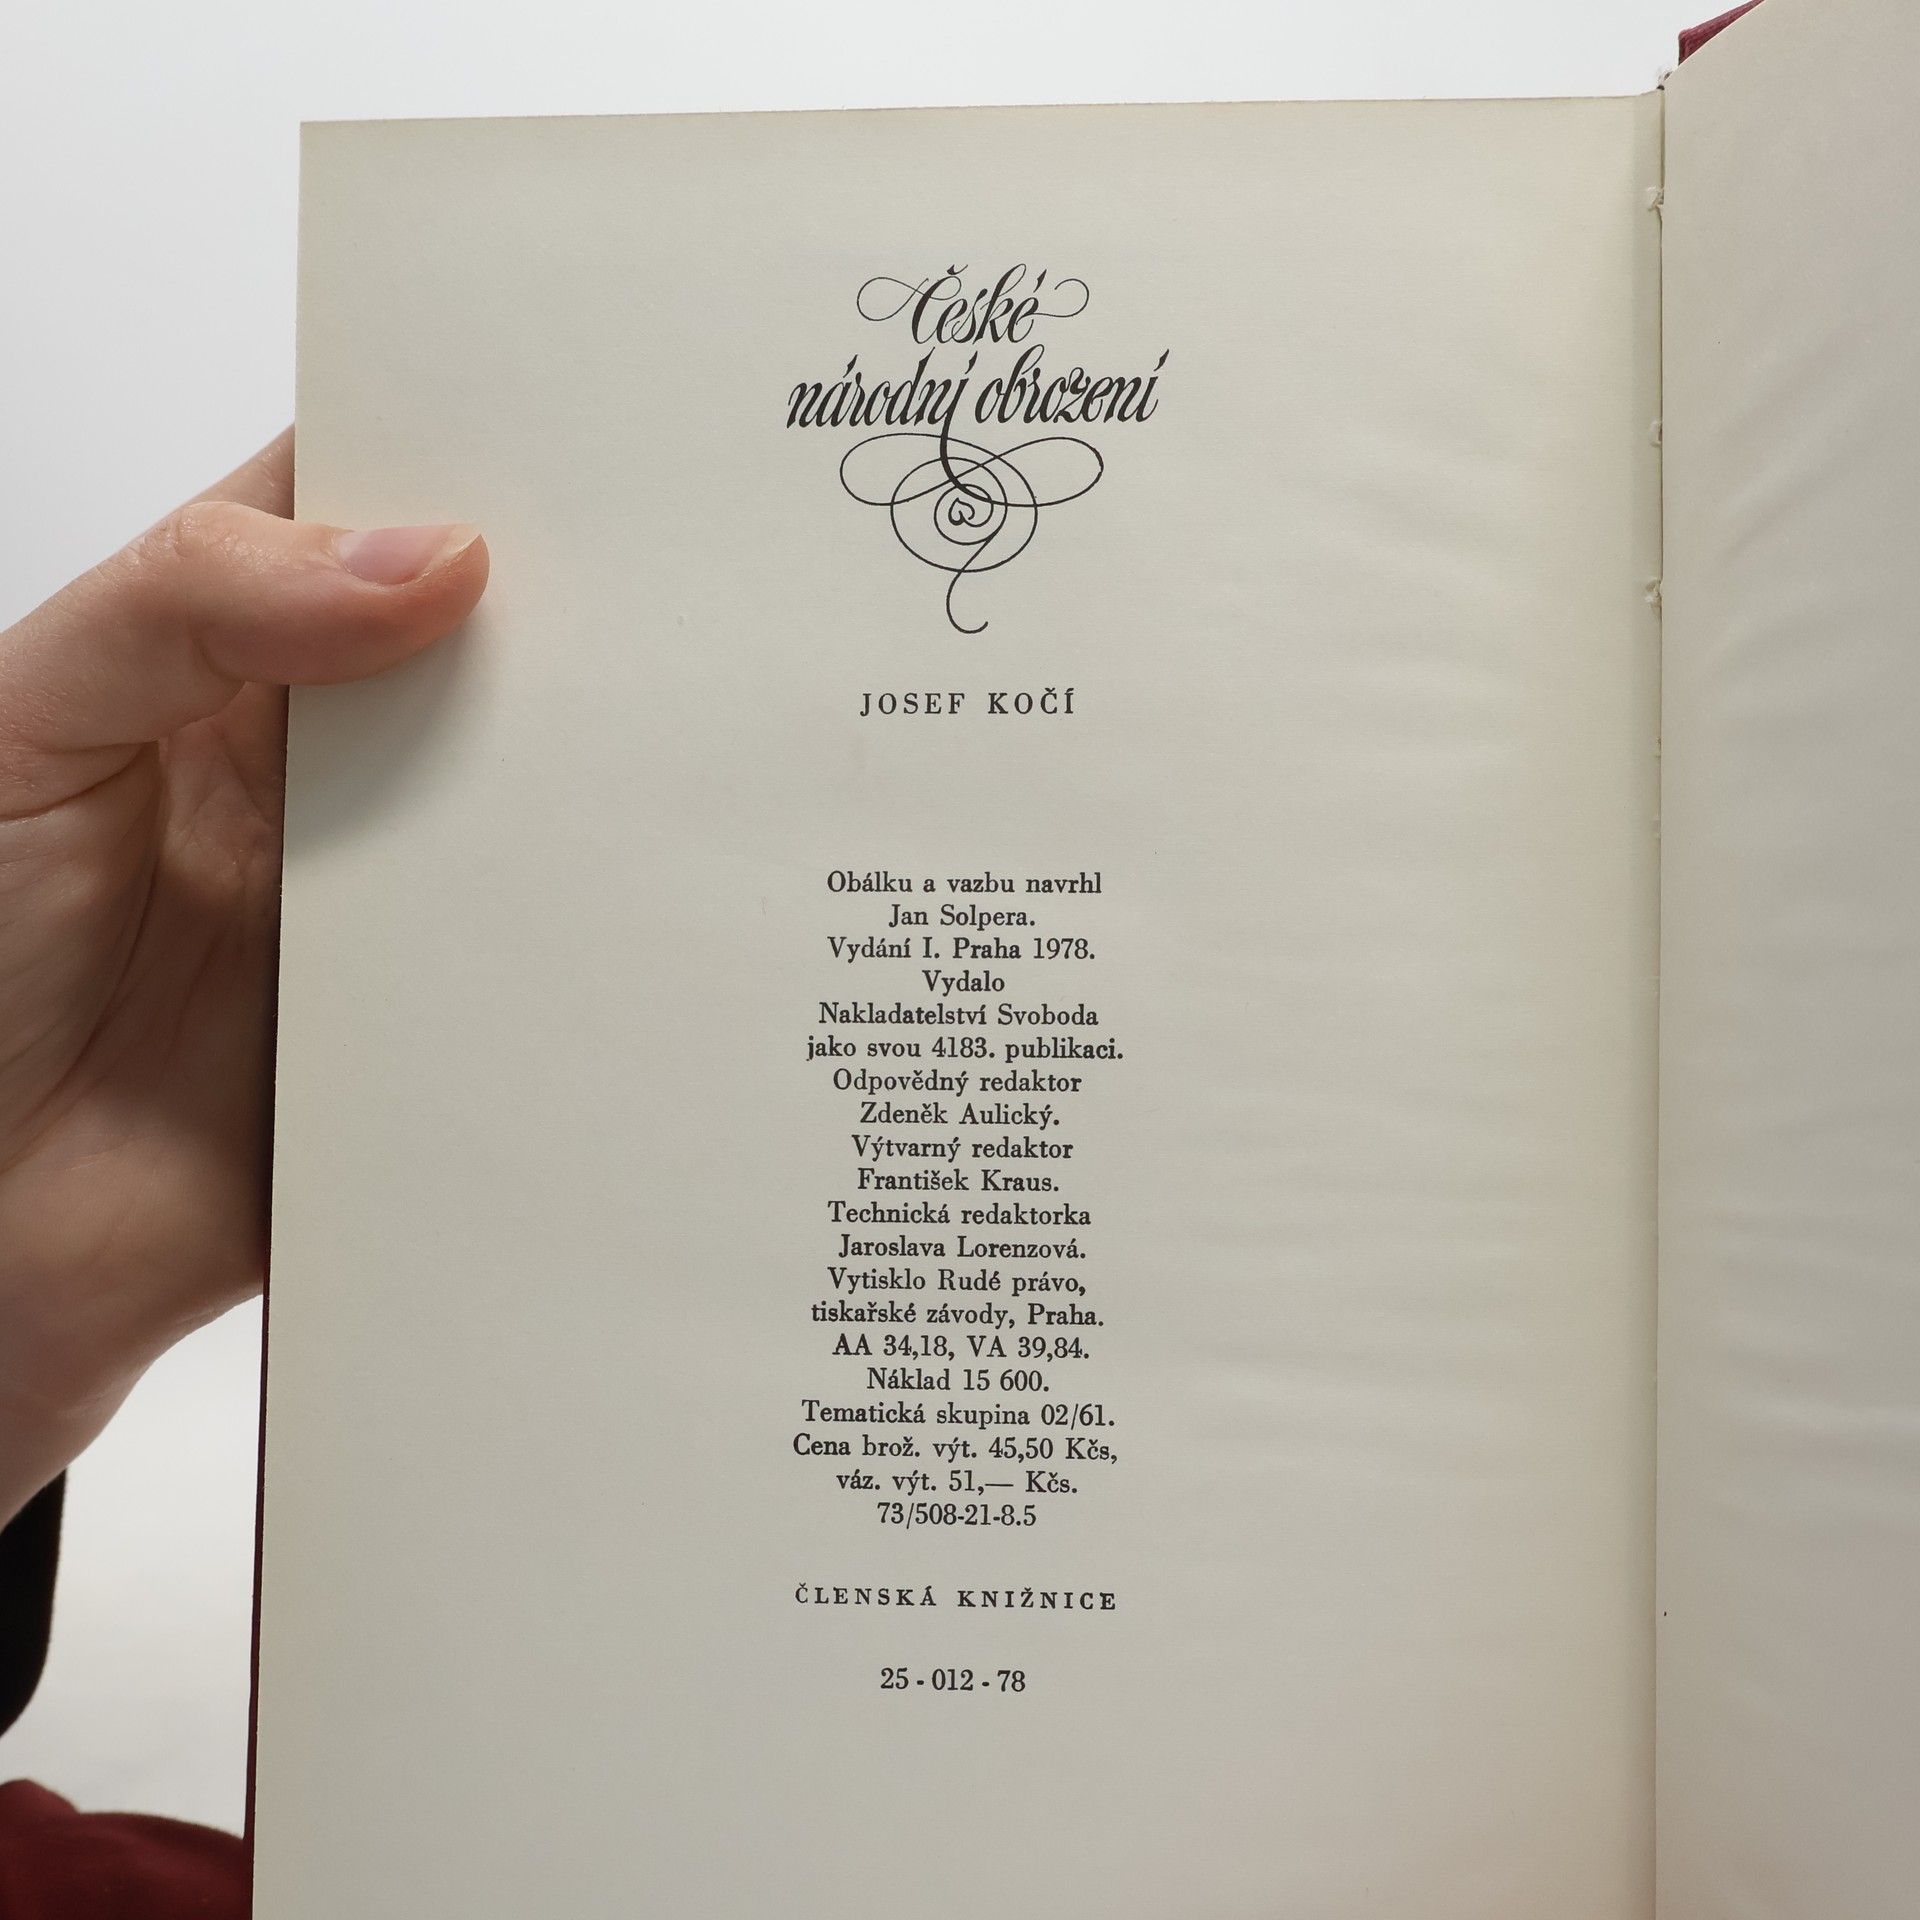 České
národní obrození
JOSEF KOČÍ
Obálku a vazbu navrhl
Jan Solpera.
Vydání I. Praha 1978.
Vydalo
Nakladatelství Svoboda
jako svou 4183. publikaci.
Odpovědný redaktor
Zdeněk Aulický.
Výtvarný redaktor
František Kraus.
Technická redaktorka
Jaroslava Lorenzová.
Vytisklo Rudé právo,
tiskařské závody, Praha.
AA 34,18, VA 39,84.
Náklad 15 600.
Tematická skupina 02/61.
Cena brož. výt. 45,50 Kčs,
váz. výt. 51,— Kčs.
73/508-21-8.5
ČLENSKÁ KNIŽNICE
25 - 012 - 78